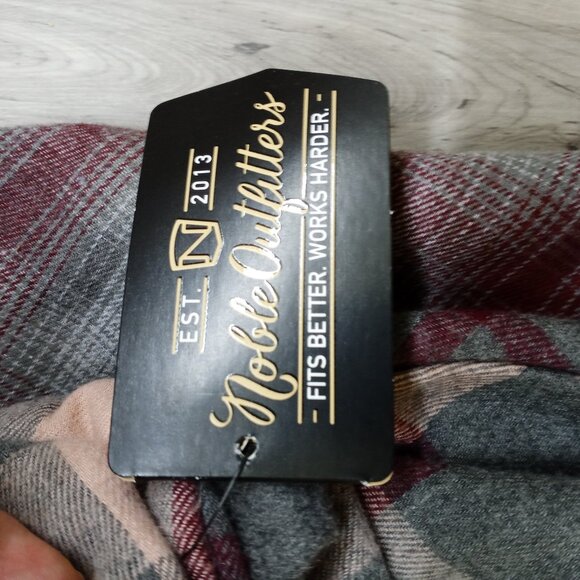 EST. N 2013
Noble Outfitters
- FITS BETTER. WORKS HARDER. -